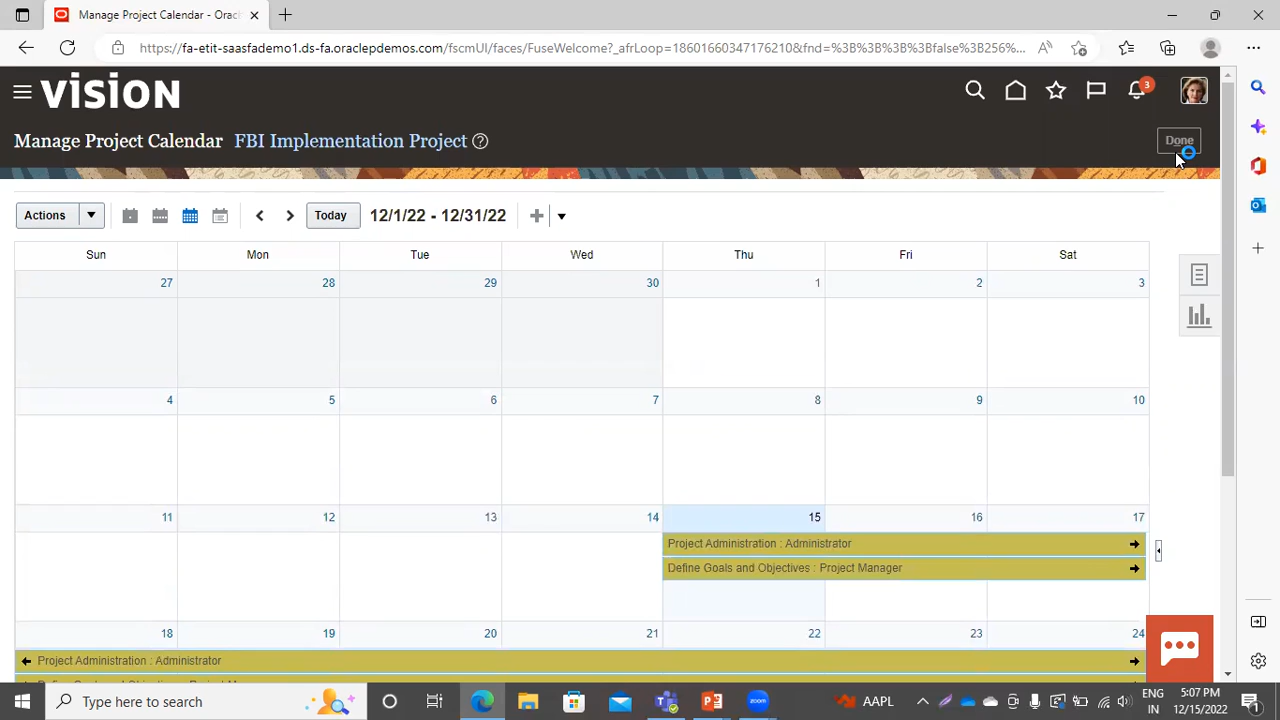 Manage Project Calendar - Orac
https://fa-etit-saasfademo1.ds-fa.oraclepdemos.com/fscmUI/faces/FuseWelcome?_afrLoop=18601660347176210&fnd=%3B%3B%3B%3Bfalse%3B256%...
VISION
3
Manage Project Calendar FBI Implementation Project ?
Done
Actions Today 12/1/22 - 12/31/22
Sun Mon Tue Wed Thu Fri Sat
27 28 29 30 1 2 3
4 5 6 7 8 9 10
11 12 13 14 15 16 17
Project Administration : Administrator
Define Goals and Objectives : Project Manager
18 19 20 21 22 23 24
Project Administration : Administrator
Type here to search
AAPL
ENG
IN
5:07 PM
12/15/2022
1